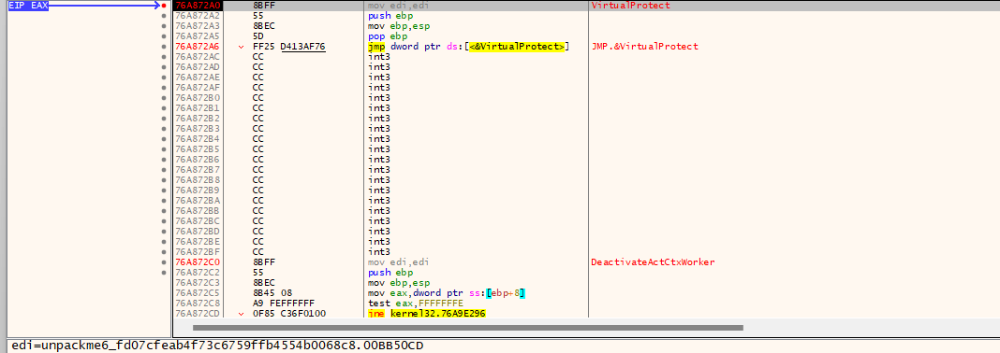 EIP EAX 76A872A0 8BFF mov edi,edi VirtualProtect
76A872A2 55 push ebp
76A872A3 8BEC mov ebp,esp
76A872A5 5D pop ebp
76A872A6 FF25 D413AF76 jmp dword ptr ds:[<&VirtualProtect>] JMP.&VirtualProtect
76A872AC CC int3
76A872AD CC int3
76A872AE CC int3
76A872AF CC int3
76A872B0 CC int3
76A872B1 CC int3
76A872B2 CC int3
76A872B3 CC int3
76A872B4 CC int3
76A872B5 CC int3
76A872B6 CC int3
76A872B7 CC int3
76A872B8 CC int3
76A872B9 CC int3
76A872BA CC int3
76A872BB CC int3
76A872BC CC int3
76A872BD CC int3
76A872BE CC int3
76A872BF CC int3
76A872C0 8BFF mov edi,edi DeactivateActCtxWorker
76A872C2 55 push ebp
76A872C3 8BEC mov ebp,esp
76A872C5 8B45 08 mov eax,dword ptr ss:[ebp+8]
76A872C8 A9 FEFFFFFF test eax,FFFFFFFE
76A872CD 0F85 C36F0100 jne kernel32.76A9E296
edi=unpackme6_fd07cfeab4f73c6759ffb4554b0068c8.00BB50CD